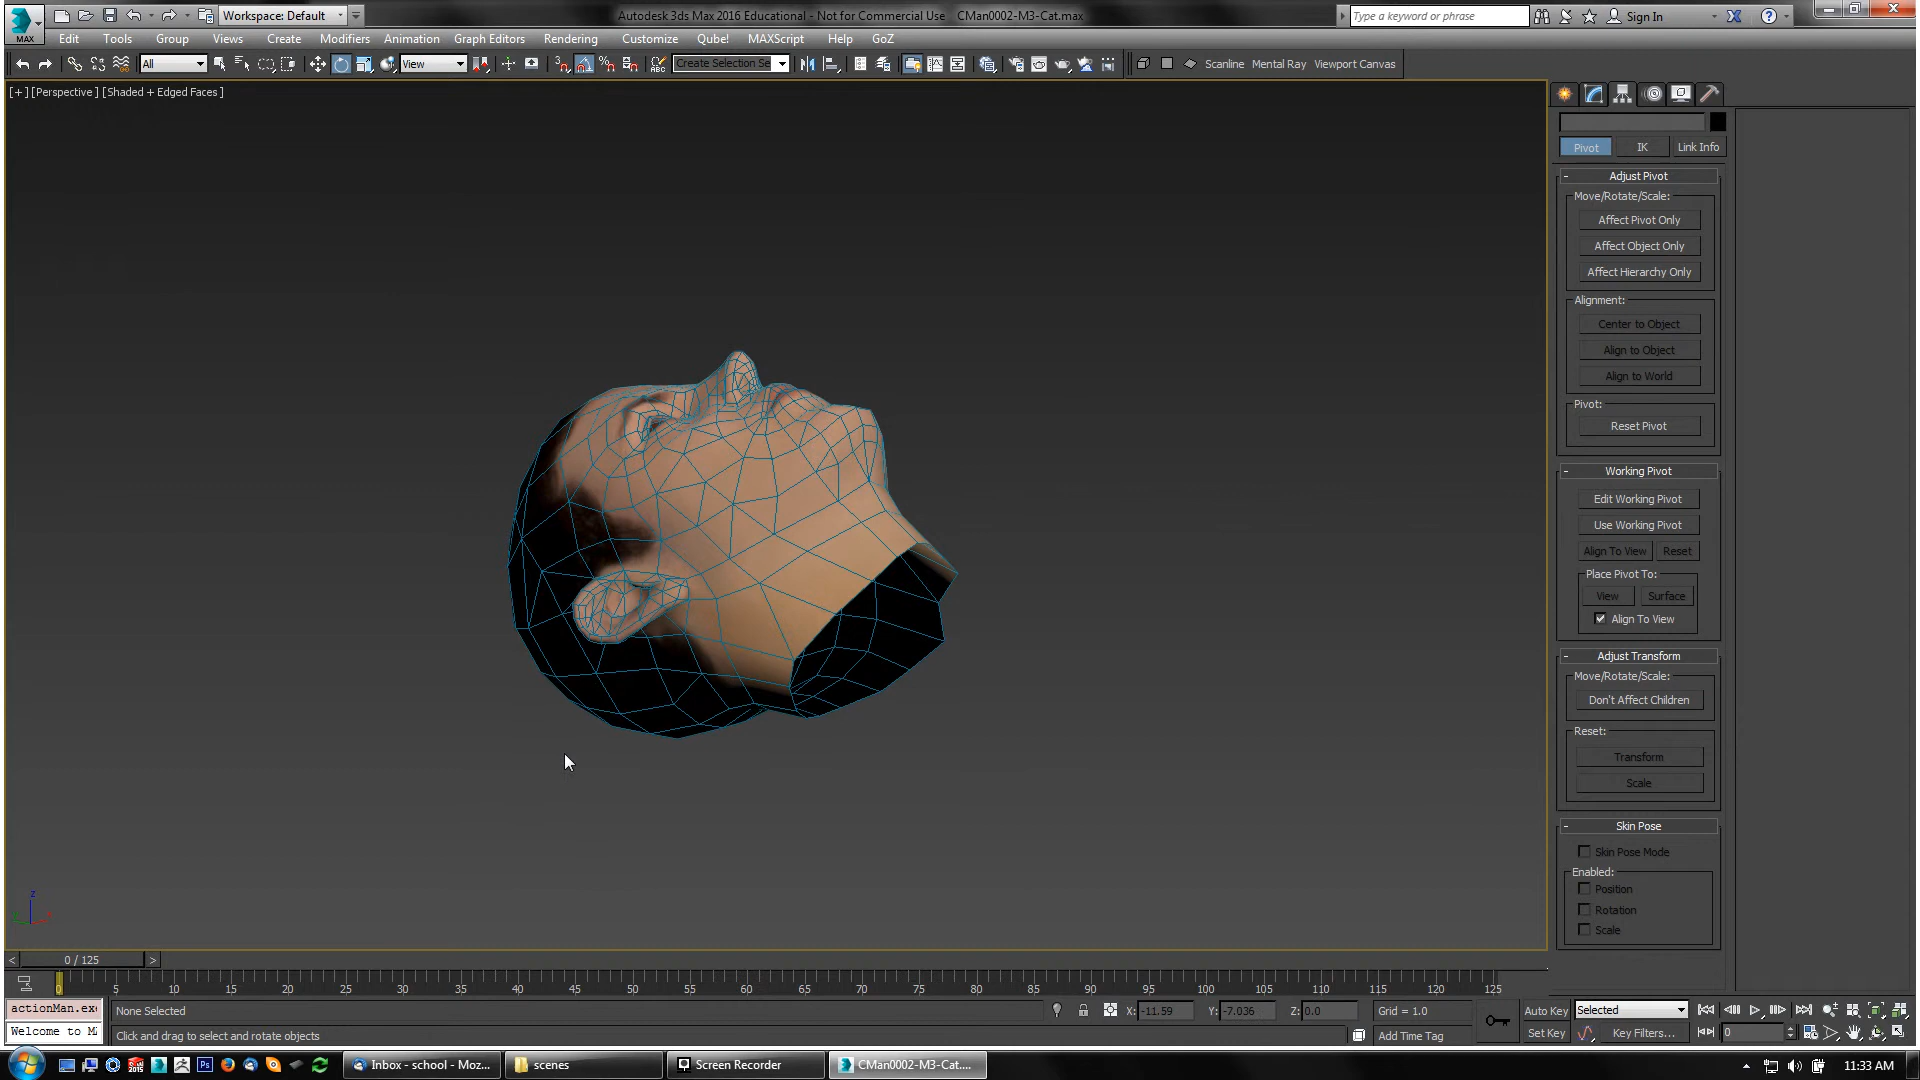 Workspace: Default
Autodesk 3ds Max 2016 Educational - Not for Commercial Use CMan0002-M3-Cat.max
Type a keyword or phrase
Sign In
MAX
Edit Tools Group Views Create Modifiers Animation Graph Editors Rendering Customize Qube! MAXScript Help GoZ
All
View
Create Selection Se
Scanline Mental Ray Viewport Canvas
[+] [Perspective ] [Shaded + Edged Faces ]
Pivot IK Link Info
- Adjust Pivot
Move/Rotate/Scale:
Affect Pivot Only
Affect Object Only
Affect Hierarchy Only
Alignment:
Center to Object
Align to Object
Align to World
Pivot:
Reset Pivot
- Working Pivot
Edit Working Pivot
Use Working Pivot
Align To View Reset
Place Pivot To:
View Surface
Align To View
- Adjust Transform
Move/Rotate/Scale:
Don't Affect Children
Reset:
Transform
Scale
- Skin Pose
Skin Pose Mode
Enabled:
Position
Rotation
Scale
z
< 0 / 125 >
0 5 10 15 20 25 30 35 40 45 50 55 60 65 70 75 80 85 90 95 100 105 110 115 120 125
actionMan.ex
None Selected
X: -11.59 Y: -7.036 Z: 0.0
Grid = 1.0
Auto Key
Selected
Welcome to M
Click and drag to select and rotate objects
Add Time Tag
Set Key
Key Filters...
0
2015
Ps
Inbox - school - Moz...
scenes
Screen Recorder
CMan0002-M3-Cat....
11:33 AM